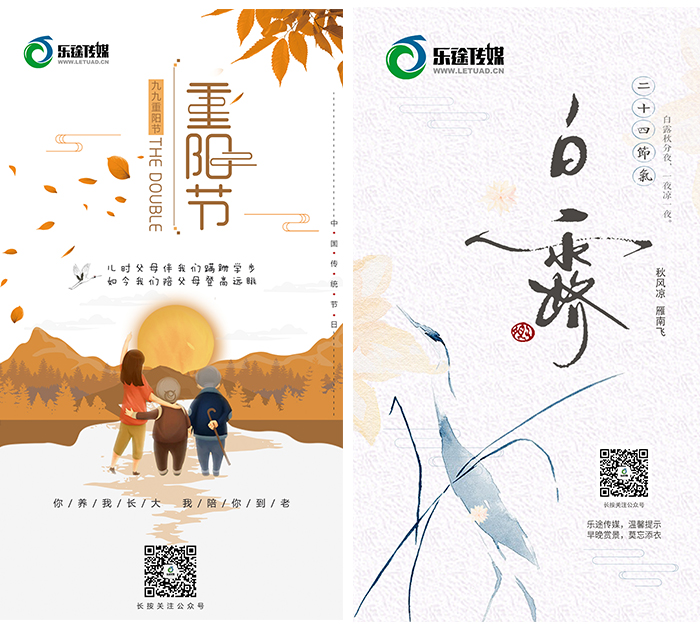 乐途传媒
WWW.LETUAD.CN
重阳节
九九重阳节
THE DOUBLE
中国传统节日
儿时父母伴我们蹒跚学步
如今我们陪父母登高远眺
你/养/我/长/大 我/陪/你/到/老
长按关注公众号
乐途传媒
WWW.LETUAD.CN
二十四節氣
白露秋分夜，一夜凉一夜。
白露
秋风凉 雁南飞
长按关注公众号
乐途传媒，温馨提示
早晚赏景，莫忘添衣